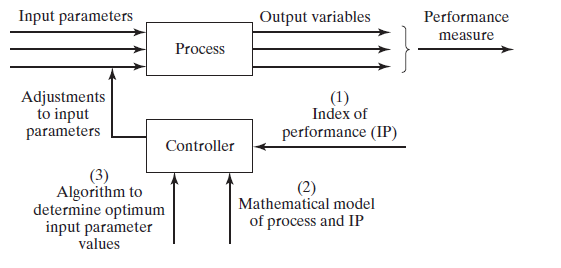 Input parameters
Output variables
Performance
measure
Process
Adjustments
to input
parameters
(1)
Index of
performance (IP)
Controller
(3)
Algorithm to
determine optimum
input parameter
values
(2)
Mathematical model
of process and IP